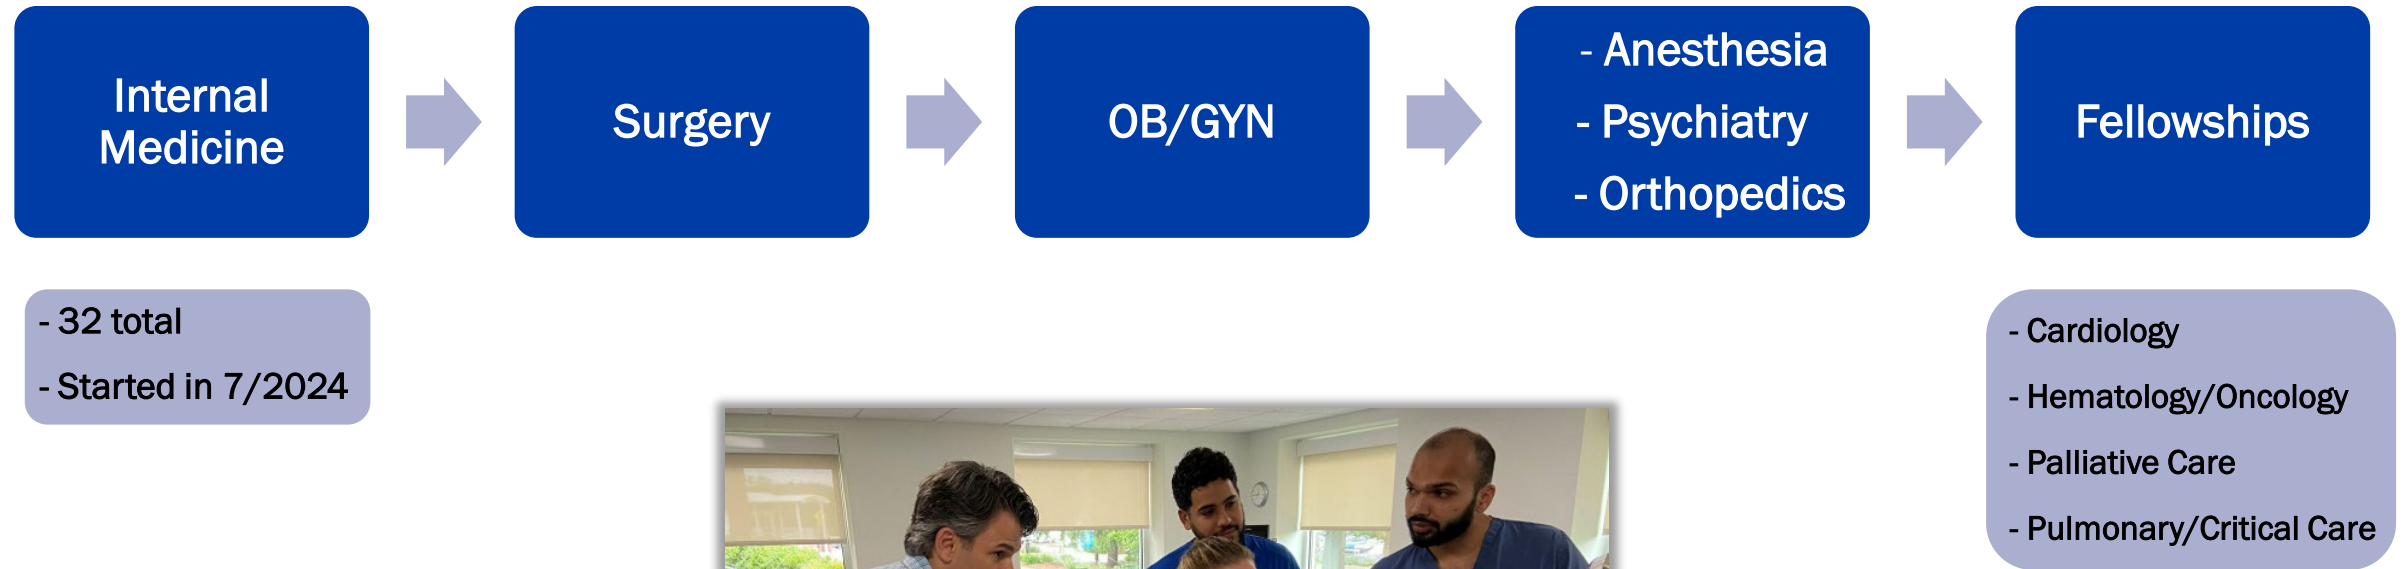 Internal
Medicine
Surgery
OB/GYN
- Anesthesia
- Psychiatry
- Orthopedics
Fellowships
- 32 total
- Started in 7/2024
- Cardiology
- Hematology/Oncology
- Palliative Care
- Pulmonary/Critical Care